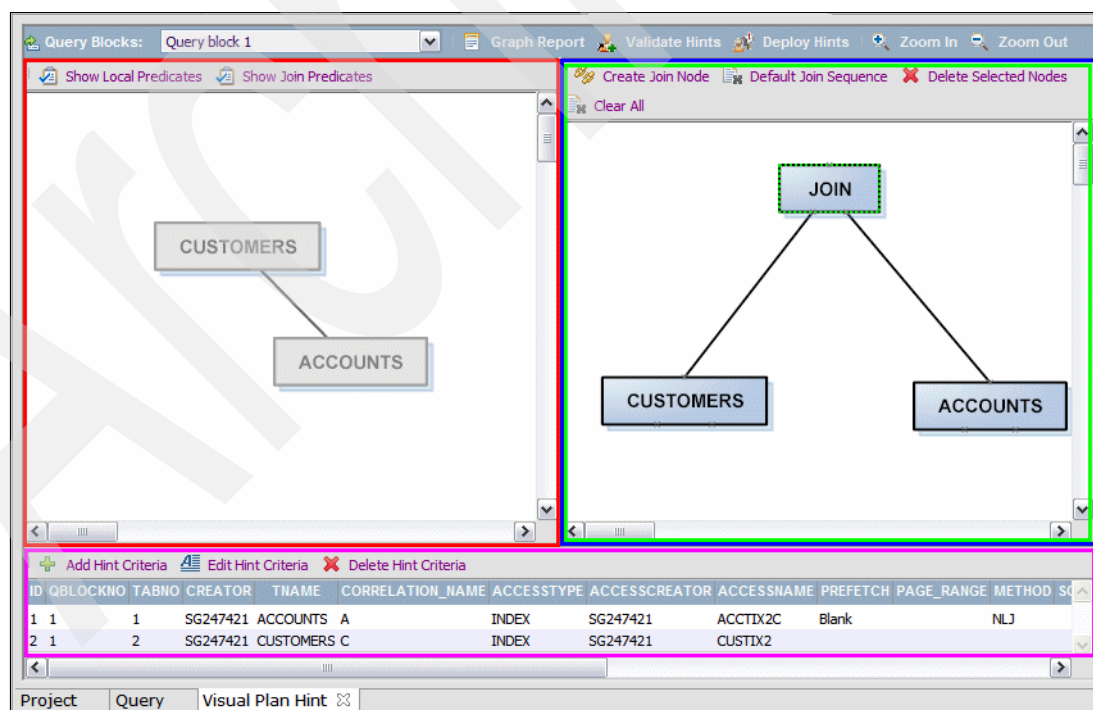 Query Blocks: Query block 1 Graph Report Validate Hints Deploy Hints Zoom In Zoom Out
Show Local Predicates Show Join Predicates
Create Join Node Default Join Sequence Delete Selected Nodes
Clear All
CUSTOMERS
ACCOUNTS
JOIN
CUSTOMERS
ACCOUNTS
Add Hint Criteria Edit Hint Criteria Delete Hint Criteria
ID QBLOCKNO TABNO CREATOR TNAME CORRELATION_NAME ACCESSTYPE ACCESSCREATOR ACCESSNAME PREFETCH PAGE_RANGE METHOD
1 1 1 SG247421 ACCOUNTS A INDEX SG247421 ACCTIX2C Blank NLJ
2 1 2 SG247421 CUSTOMERS C INDEX SG247421 CUSTIX2
Project Query Visual Plan Hint